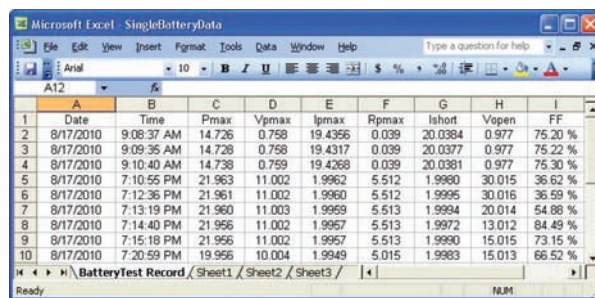 Microsoft Excel - SingleBatteryData
File Edit View Insert Format Tools Data Window Help Type a question for help
Arial 10 B I U $ %
A12 fx
A B C D E F G H I
1 Date Time Pmax Vpmax Ipmax Rpmax Ishort Vopen FF
2 8/17/2010 9:08:37 AM 14.726 0.758 19.4356 0.039 20.0384 0.977 75.20 %
3 8/17/2010 9:09:35 AM 14.728 0.758 19.4317 0.039 20.0377 0.977 75.22 %
4 8/17/2010 9:10:40 AM 14.738 0.759 19.4268 0.039 20.0381 0.977 75.30 %
5 8/17/2010 7:10:55 PM 21.963 11.002 1.9962 5.512 1.9980 30.015 36.62 %
6 8/17/2010 7:12:36 PM 21.961 11.002 1.9960 5.512 1.9995 30.016 36.59 %
7 8/17/2010 7:13:19 PM 21.960 11.003 1.9959 5.513 1.9994 20.014 54.88 %
8 8/17/2010 7:14:40 PM 21.956 11.002 1.9957 5.513 1.9972 13.012 84.49 %
9 8/17/2010 7:15:18 PM 21.956 11.002 1.9957 5.513 1.9990 15.015 73.15 %
10 8/17/2010 7:20:59 PM 19.956 10.004 1.9949 5.015 1.9983 15.013 66.52 %
BatteryTest Record / Sheet1 / Sheet2 / Sheet3 /
Ready NUM